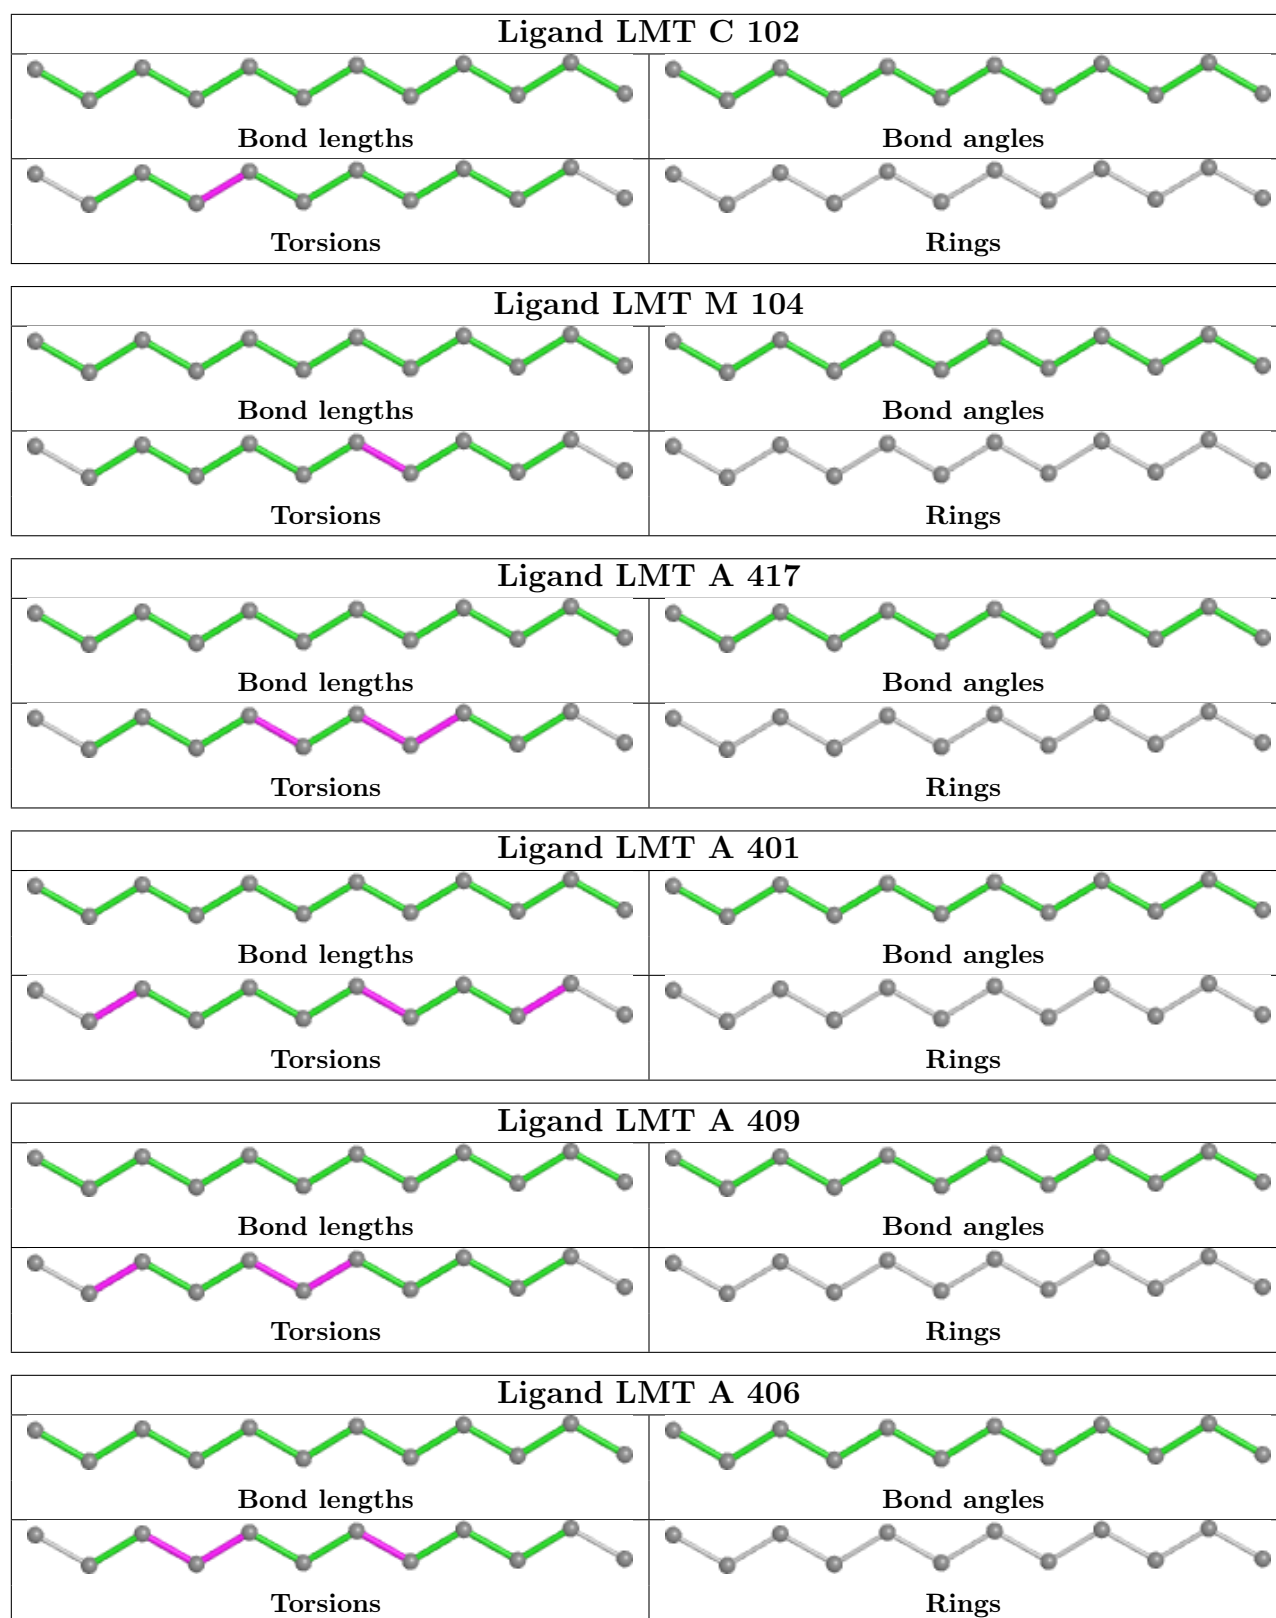 Ligand LMT C 102
Bond lengths Bond angles
Torsions Rings
Ligand LMT M 104
Bond lengths Bond angles
Torsions Rings
Ligand LMT A 417
Bond lengths Bond angles
Torsions Rings
Ligand LMT A 401
Bond lengths Bond angles
Torsions Rings
Ligand LMT A 409
Bond lengths Bond angles
Torsions Rings
Ligand LMT A 406
Bond lengths Bond angles
Torsions Rings